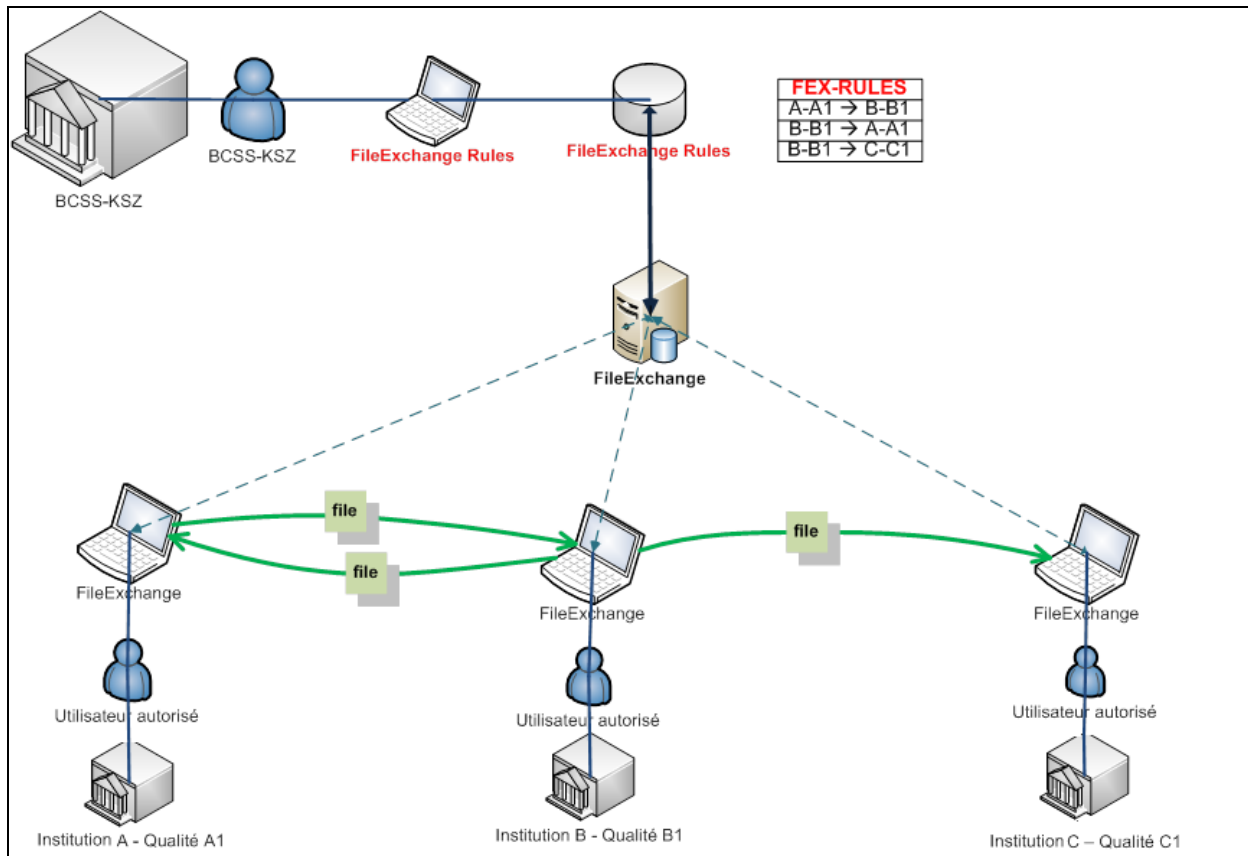 FEX-RULES
A-A1 → B-B1
B-B1 → A-A1
B-B1 → C-C1
BCSS-KSZ
FileExchange Rules
FileExchange Rules
BCSS-KSZ
FileExchange
file
file
file
FileExchange
FileExchange
FileExchange
Utilisateur autorisé
Utilisateur autorisé
Utilisateur autorisé
Institution A - Qualité A1
Institution B - Qualité B1
Institution C – Qualité C1